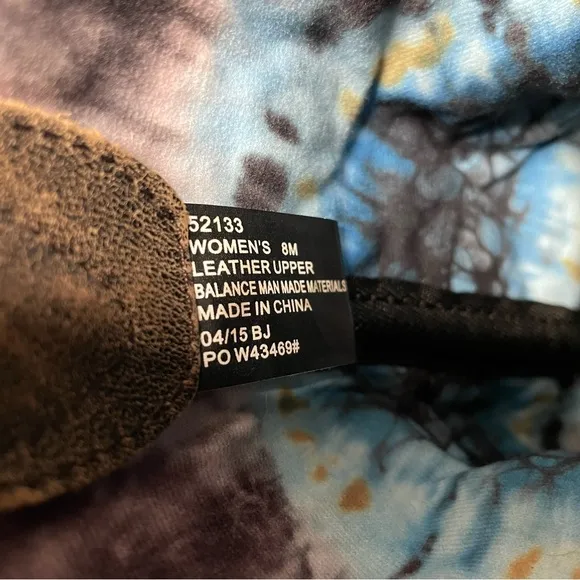 52133
WOMEN'S 8M
LEATHER UPPER
BALANCE MAN MADE MATERIALS
MADE IN CHINA
04/15 BJ
PO W43469#